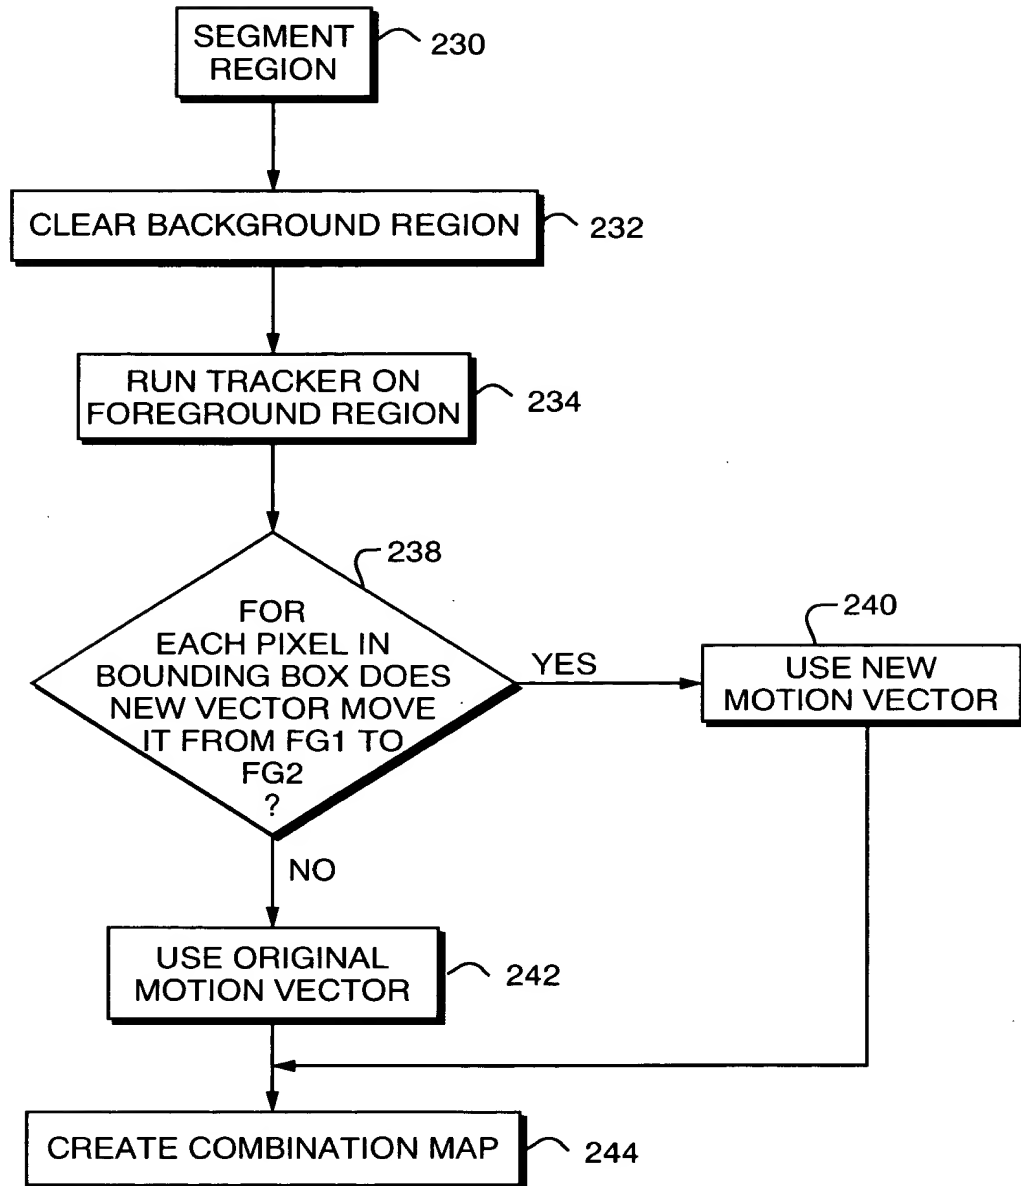 SEGMENT
REGION
230
CLEAR BACKGROUND REGION
232
RUN TRACKER ON
FOREGROUND REGION
234
238
FOR
EACH PIXEL IN
BOUNDING BOX DOES
NEW VECTOR MOVE
IT FROM FG1 TO
FG2
?
YES
240
USE NEW
MOTION VECTOR
NO
USE ORIGINAL
MOTION VECTOR
242
CREATE COMBINATION MAP
244